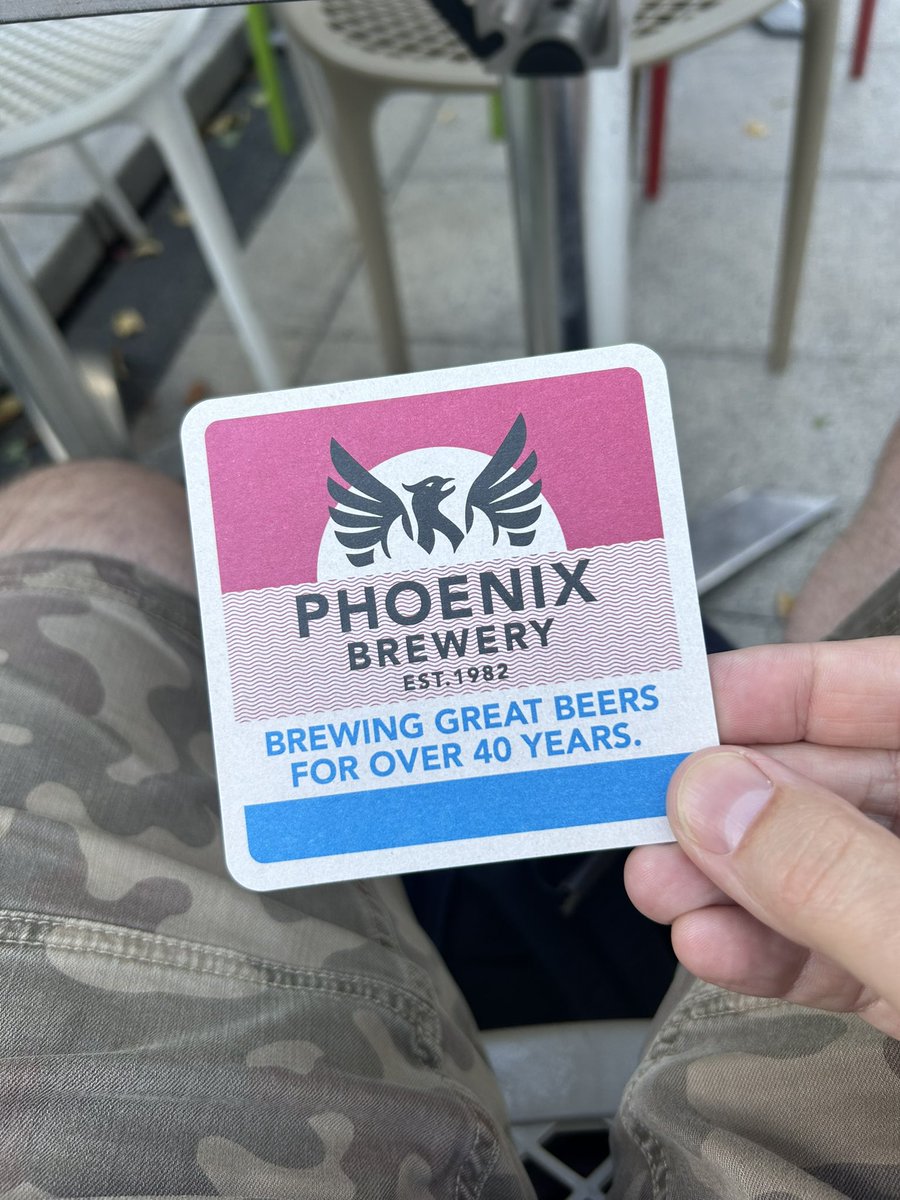 PHOENIX
BREWERY
EST.1982
BREWING GREAT BEERS
FOR OVER 40 YEARS.